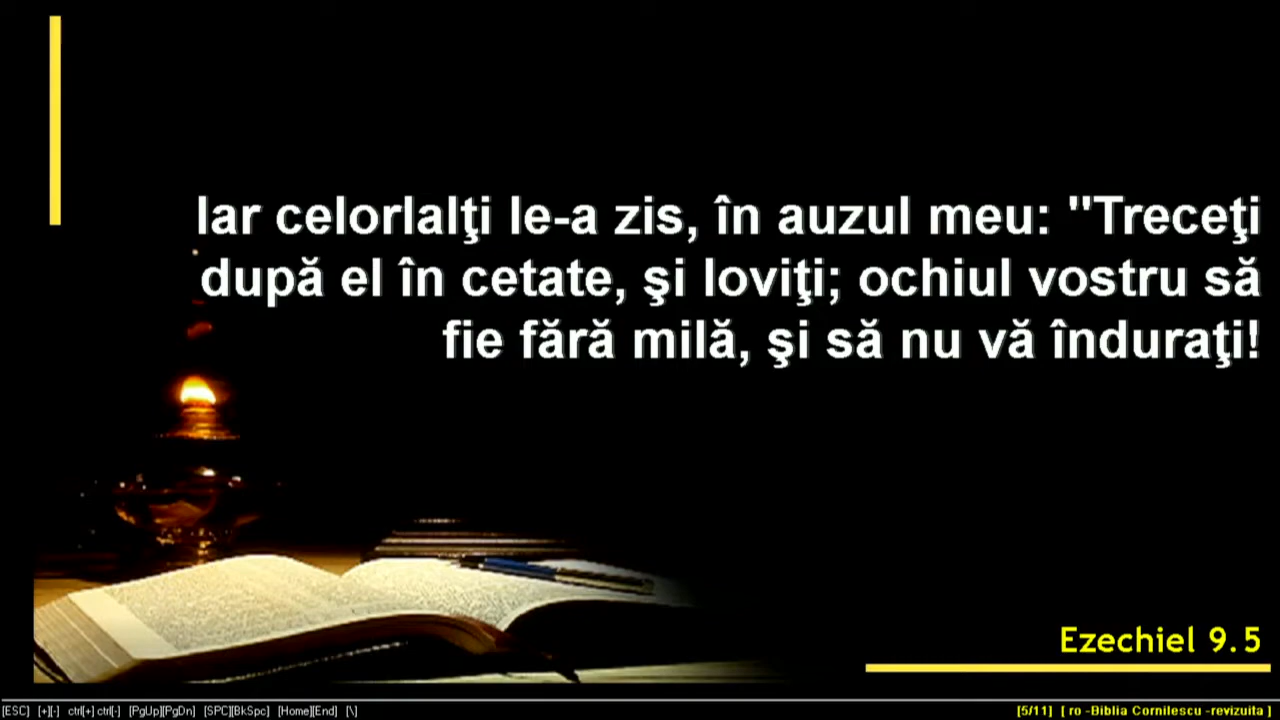 Iar celorlalţi le-a zis, în auzul meu: "Treceţi
după el în cetate, şi loviţi; ochiul vostru să
fie fără milă, şi să nu vă înduraţi!
Ezechiel 9.5
[ESC] [+][-] ctrl[+] ctrl[-] [PgUp][PgDn] [SPC][BkSpc] [Home][End] [\] [5/11] [ ro -Biblia Cornilescu -revizuita ]